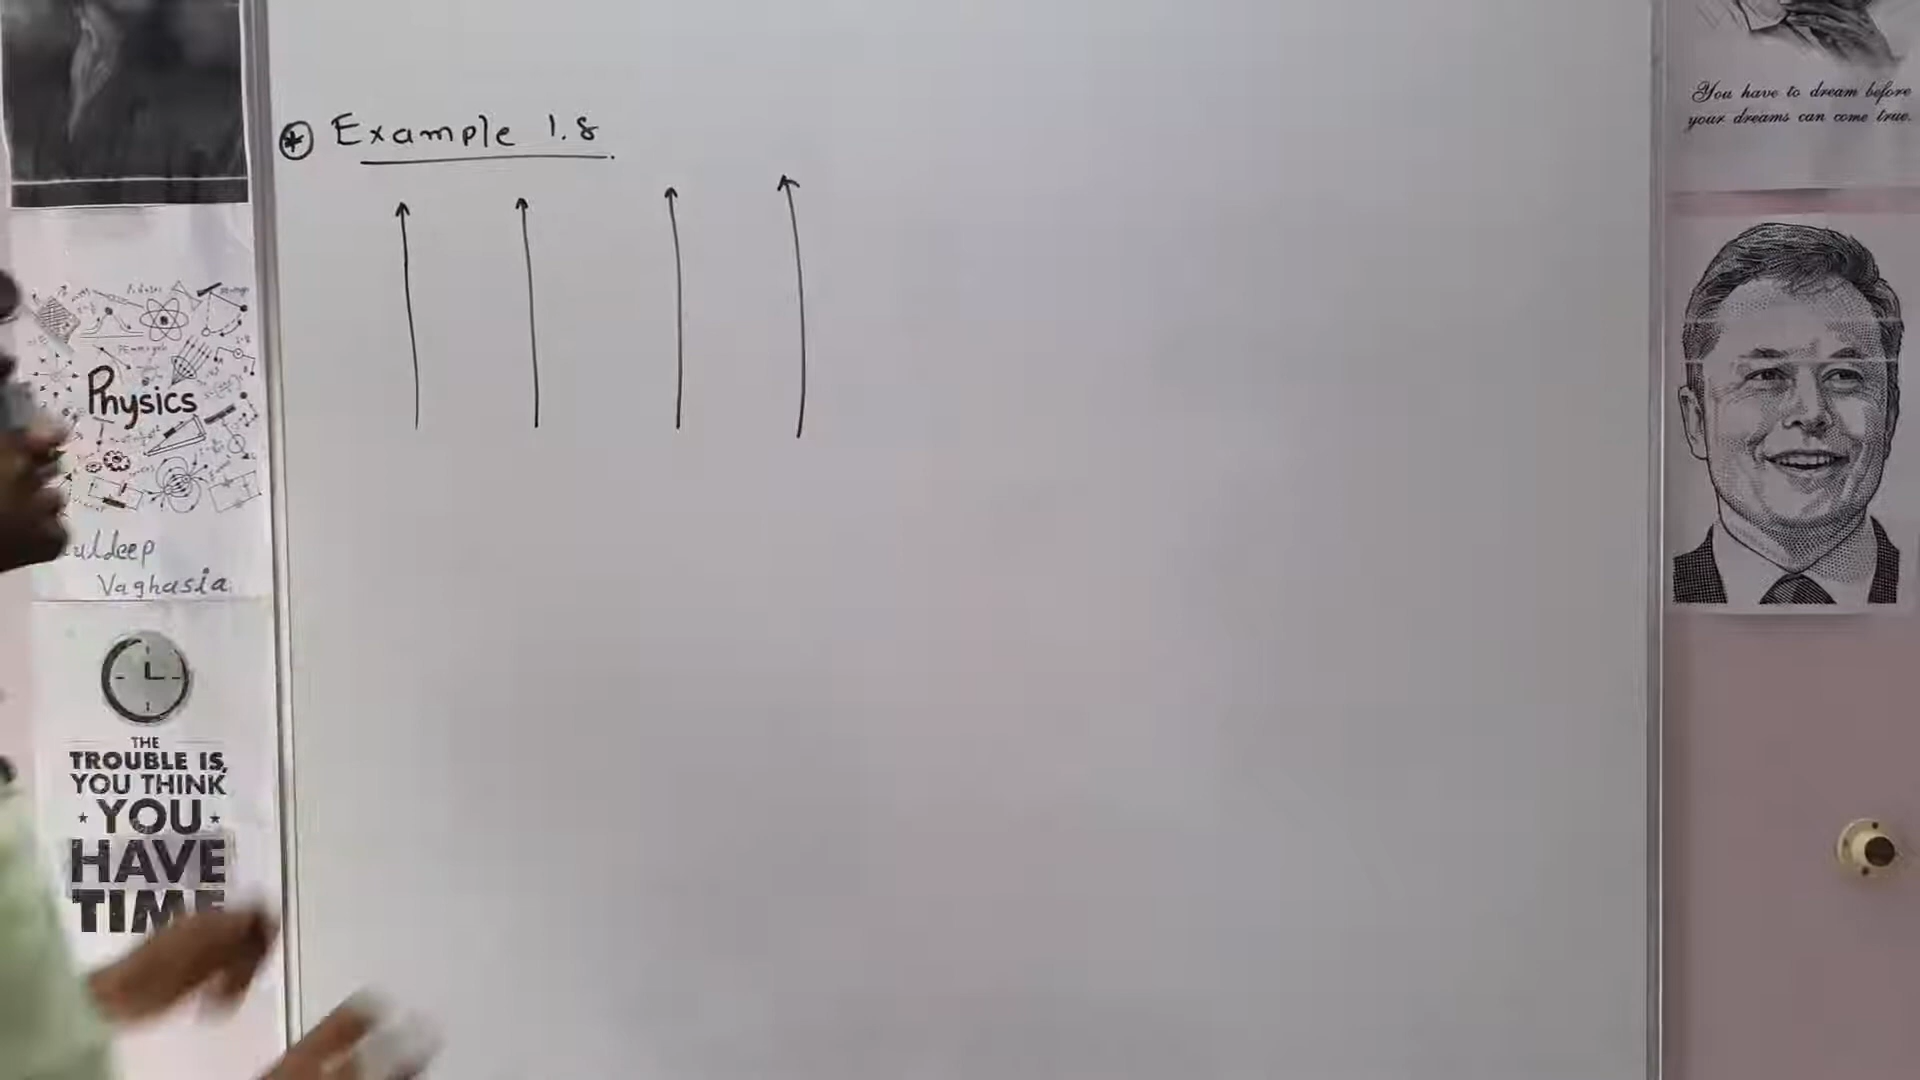 ⊛ Example 1.8
Physics
Vaghasia
THE
TROUBLE IS,
YOU THINK
· YOU ·
HAVE
TIME
You have to dream before
your dreams can come true.